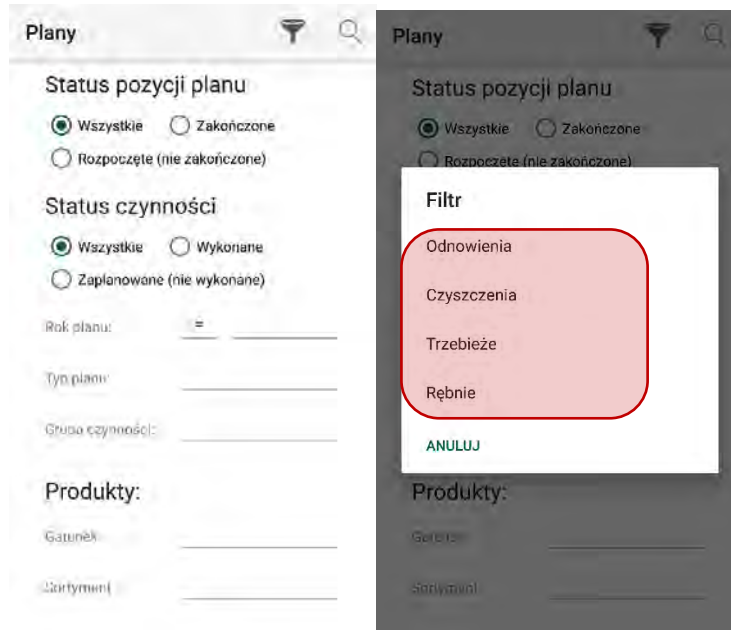 Plany
Status pozycji planu
Wszystkie Zakończone
Rozpoczęte (nie zakończone)
Status czynności
Wszystkie Wykonane
Zaplanowane (nie wykonane)
Rok planu: =
Typ planu:
Grupa czynności:
Produkty:
Gatunek
Sortyment
Plany
Status pozycji planu
Wszystkie Zakończone
Rozpoczęte (nie zakończone)
Filtr
Odnowienia
Czyszczenia
Trzebieże
Rębnie
ANULUJ
Produkty:
Gatunek
Sortyment